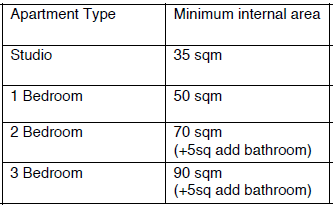 Apartment Type Minimum internal area
Studio 35 sqm
1 Bedroom 50 sqm
2 Bedroom 70 sqm
(+5sq add bathroom)
3 Bedroom 90 sqm
(+5sq add bathroom)